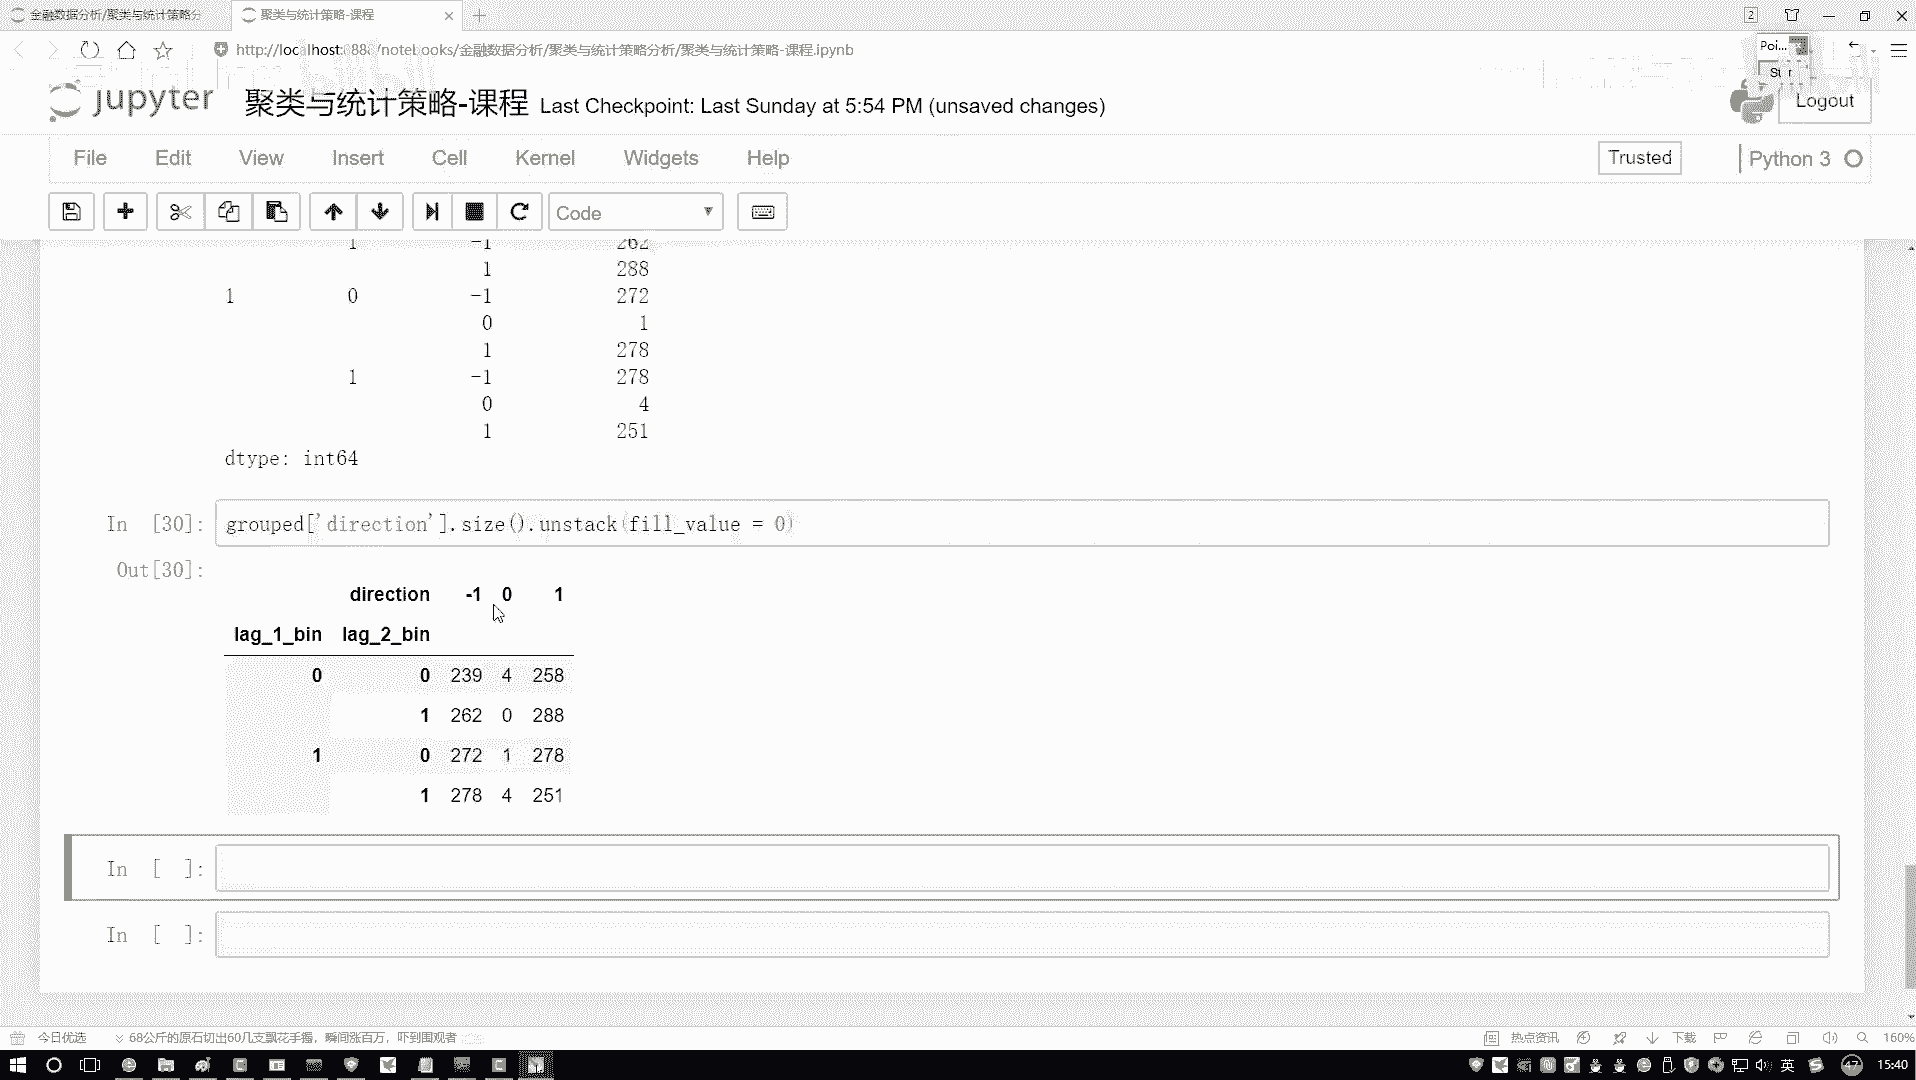 金融数据分析/聚类与统计策略分
聚类与统计策略-课程
2
http://localhost:888/notebooks/金融数据分析/聚类与统计策略分析/聚类与统计策略-课程.ipynb
Poi...
jupyter 聚类与统计策略-课程 Last Checkpoint: Last Sunday at 5:54 PM (unsaved changes)
Logout
File Edit View Insert Cell Kernel Widgets Help
Trusted Python 3
Code
1 -1 262
1 288
1 0 -1 272
0 1
1 278
1 -1 278
0 4
1 251
dtype: int64
In [30]: grouped['direction'].size().unstack(fill_value = 0)
Out[30]:
direction -1 0 1
lag_1_bin lag_2_bin
0 0 239 4 258
1 262 0 288
1 0 272 1 278
1 278 4 251
In [ ]:
In [ ]:
今日优选 68公斤的原石切出60几支飘花手镯，瞬间涨百万，吓到围观者
热点资讯 下载 160%
英 47 15:40